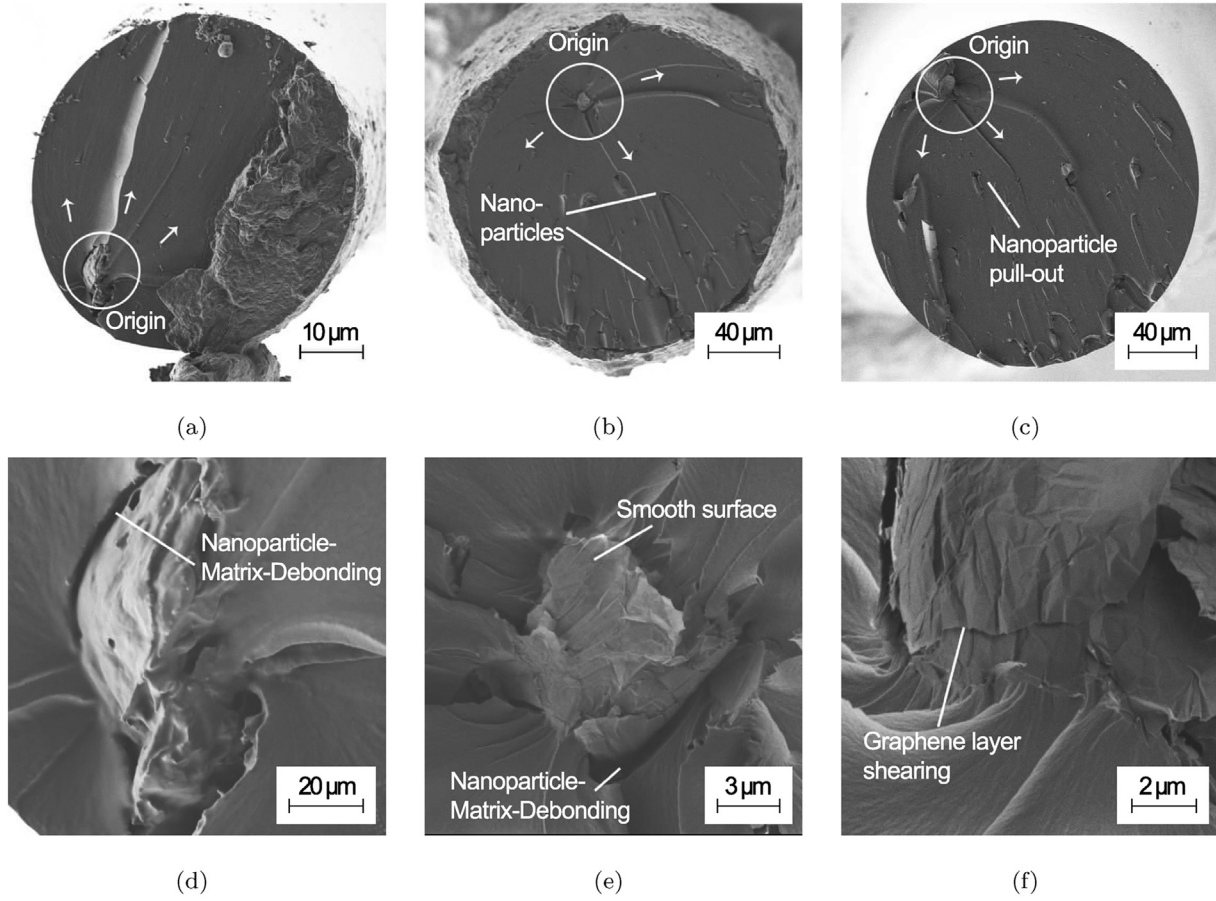 Origin
10 µm
(a)
Origin
Nano-
particles
40 µm
(b)
Origin
Nanoparticle
pull-out
40 µm
(c)
Nanoparticle-
Matrix-Debonding
20 µm
(d)
Smooth surface
Nanoparticle-
Matrix-Debonding
3 µm
(e)
Graphene layer
shearing
2 µm
(f)